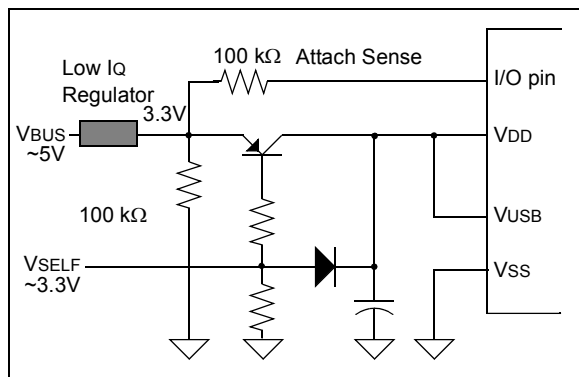 100 kΩ Attach Sense
Low IQ
Regulator
3.3V
I/O pin
VBUS
~5V
VDD
100 kΩ
VUSB
VSELF
~3.3V
VSS